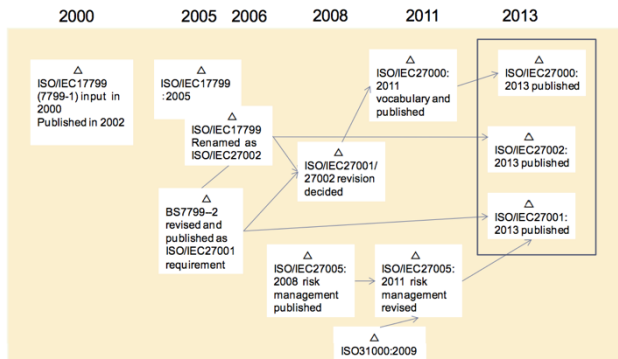 2000
2005
2006
2008
2011
2013
△
ISO/IEC17799
(7799-1) input in
2000
Published in 2002
△
ISO/IEC17799
:2005
△
ISO/IEC17799
Renamed as
ISO/IEC27002
△
BS7799–2
revised and
published as
ISO/IEC27001
requirement
△
ISO/IEC27001/
27002 revision
decided
△
ISO/IEC27005:
2008 risk
management
published
△
ISO/IEC27000:
2011
vocabulary and
published
△
ISO/IEC27005:
2011 risk
management
revised
△
ISO31000:2009
△
ISO/IEC27000:
2013 published
△
ISO/IEC27002:
2013 published
△
ISO/IEC27001:
2013 published